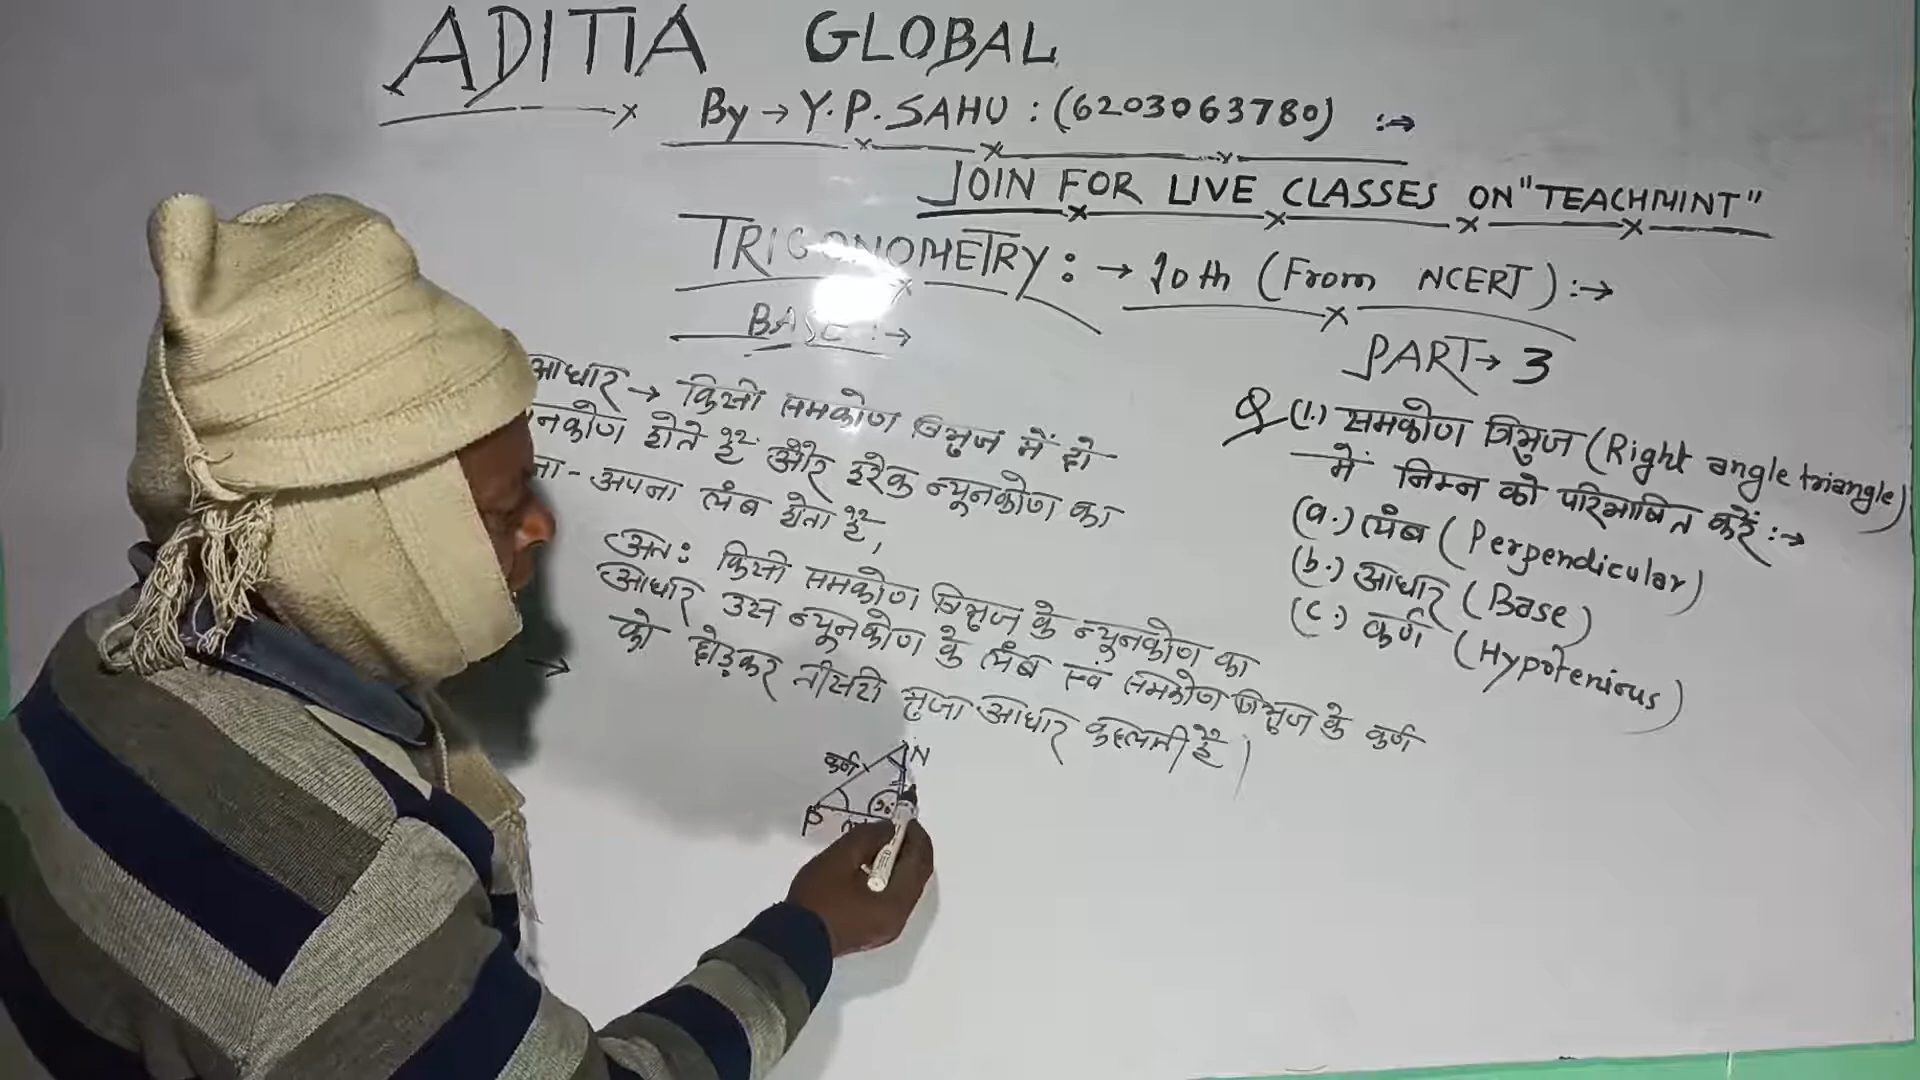 ADITIA GLOBAL
By → Y.P. SAHU : (6203063780) :→
JOIN FOR LIVE CLASSES ON "TEACHMINT"
TRIGONOMETRY : → 10th (From NCERT) :→
BASE :→
PART → 3
आधार → किसी समकोण त्रिभुज में दो
नकोण होते है और हरेक न्यूनकोण का
ना - अपना लंब होता है,
अतः किसी समकोण त्रिभुज के न्यूनकोण का
आधार उस न्यूनकोण के लंब एवं समकोण त्रिभुज के कर्ण
→ को छोड़कर तीसरी भुजा आधार कहलाती है।
Q (1.) समकोण त्रिभुज (Right angle triangle)
में निम्न को परिभाषित करें :→
(a.) लंब (Perpendicular)
(b.) आधार (Base)
(c.) कर्ण (Hypotenious)
कर्ण N
90
P